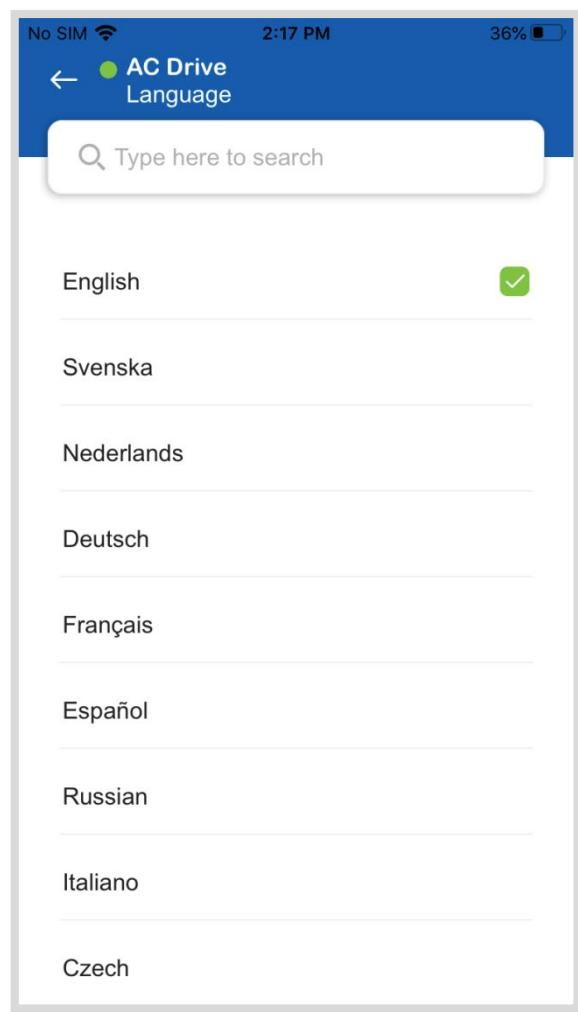 No SIM 2:17 PM 36%
AC Drive
Language
Type here to search
English
Svenska
Nederlands
Deutsch
Français
Español
Russian
Italiano
Czech